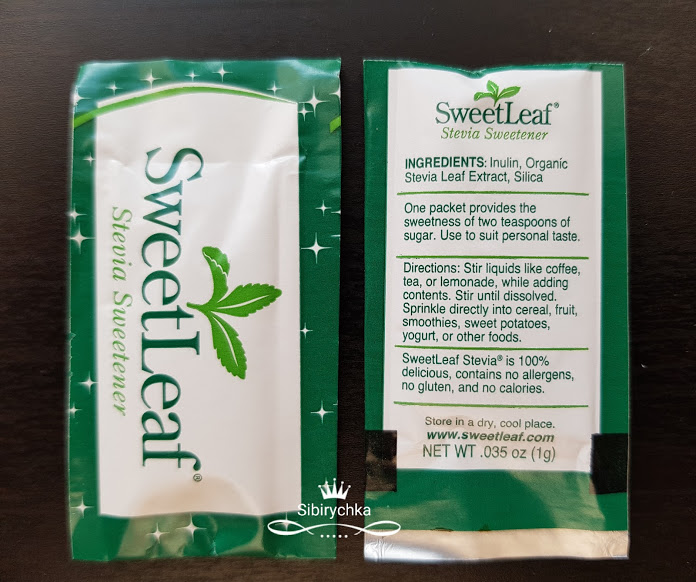 SweetLeaf®
Stevia Sweetener
SweetLeaf®
Stevia Sweetener
INGREDIENTS: Inulin, Organic
Stevia Leaf Extract, Silica
One packet provides the
sweetness of two teaspoons of
sugar. Use to suit personal taste.
Directions: Stir liquids like coffee,
tea, or lemonade, while adding
contents. Stir until dissolved.
Sprinkle directly into cereal, fruit,
smoothies, sweet potatoes,
yogurt, or other foods.
SweetLeaf Stevia® is 100%
delicious, contains no allergens,
no gluten, and no calories.
Store in a dry, cool place.
www.sweetleaf.com
NET WT .035 oz (1g)
Sibirychka